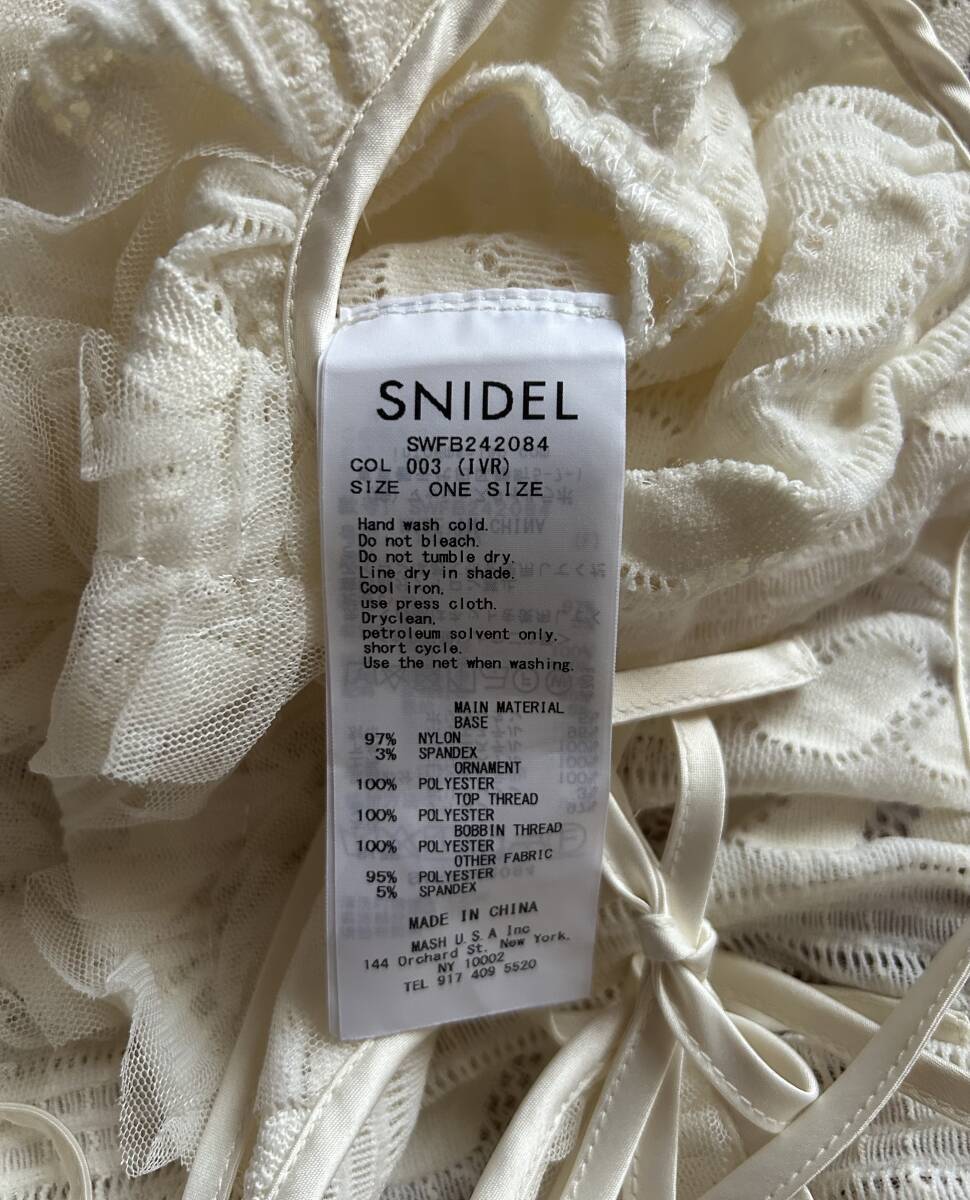 SNIDEL
SWFB242084
COL 003 (IVR)
SIZE ONE SIZE
Hand wash cold.
Do not bleach.
Do not tumble dry.
Line dry in shade.
Cool iron,
use press cloth.
Dryclean,
petroleum solvent only,
short cycle.
Use the net when washing.
MAIN MATERIAL
BASE
97% NYLON
3% SPANDEX
ORNAMENT
100% POLYESTER
TOP THREAD
100% POLYESTER
BOBBIN THREAD
100% POLYESTER
OTHER FABRIC
95% POLYESTER
5% SPANDEX
MADE IN CHINA
MASH U.S.A Inc
144 Orchard St. New York,
NY 10002
TEL 917 409 5520